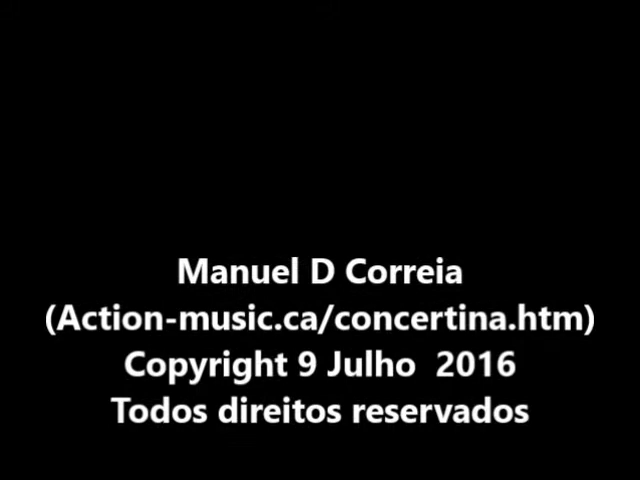 Manuel D Correia
(Action-music.ca/concertina.htm)
Copyright 9 Julho  2016
Todos direitos reservados